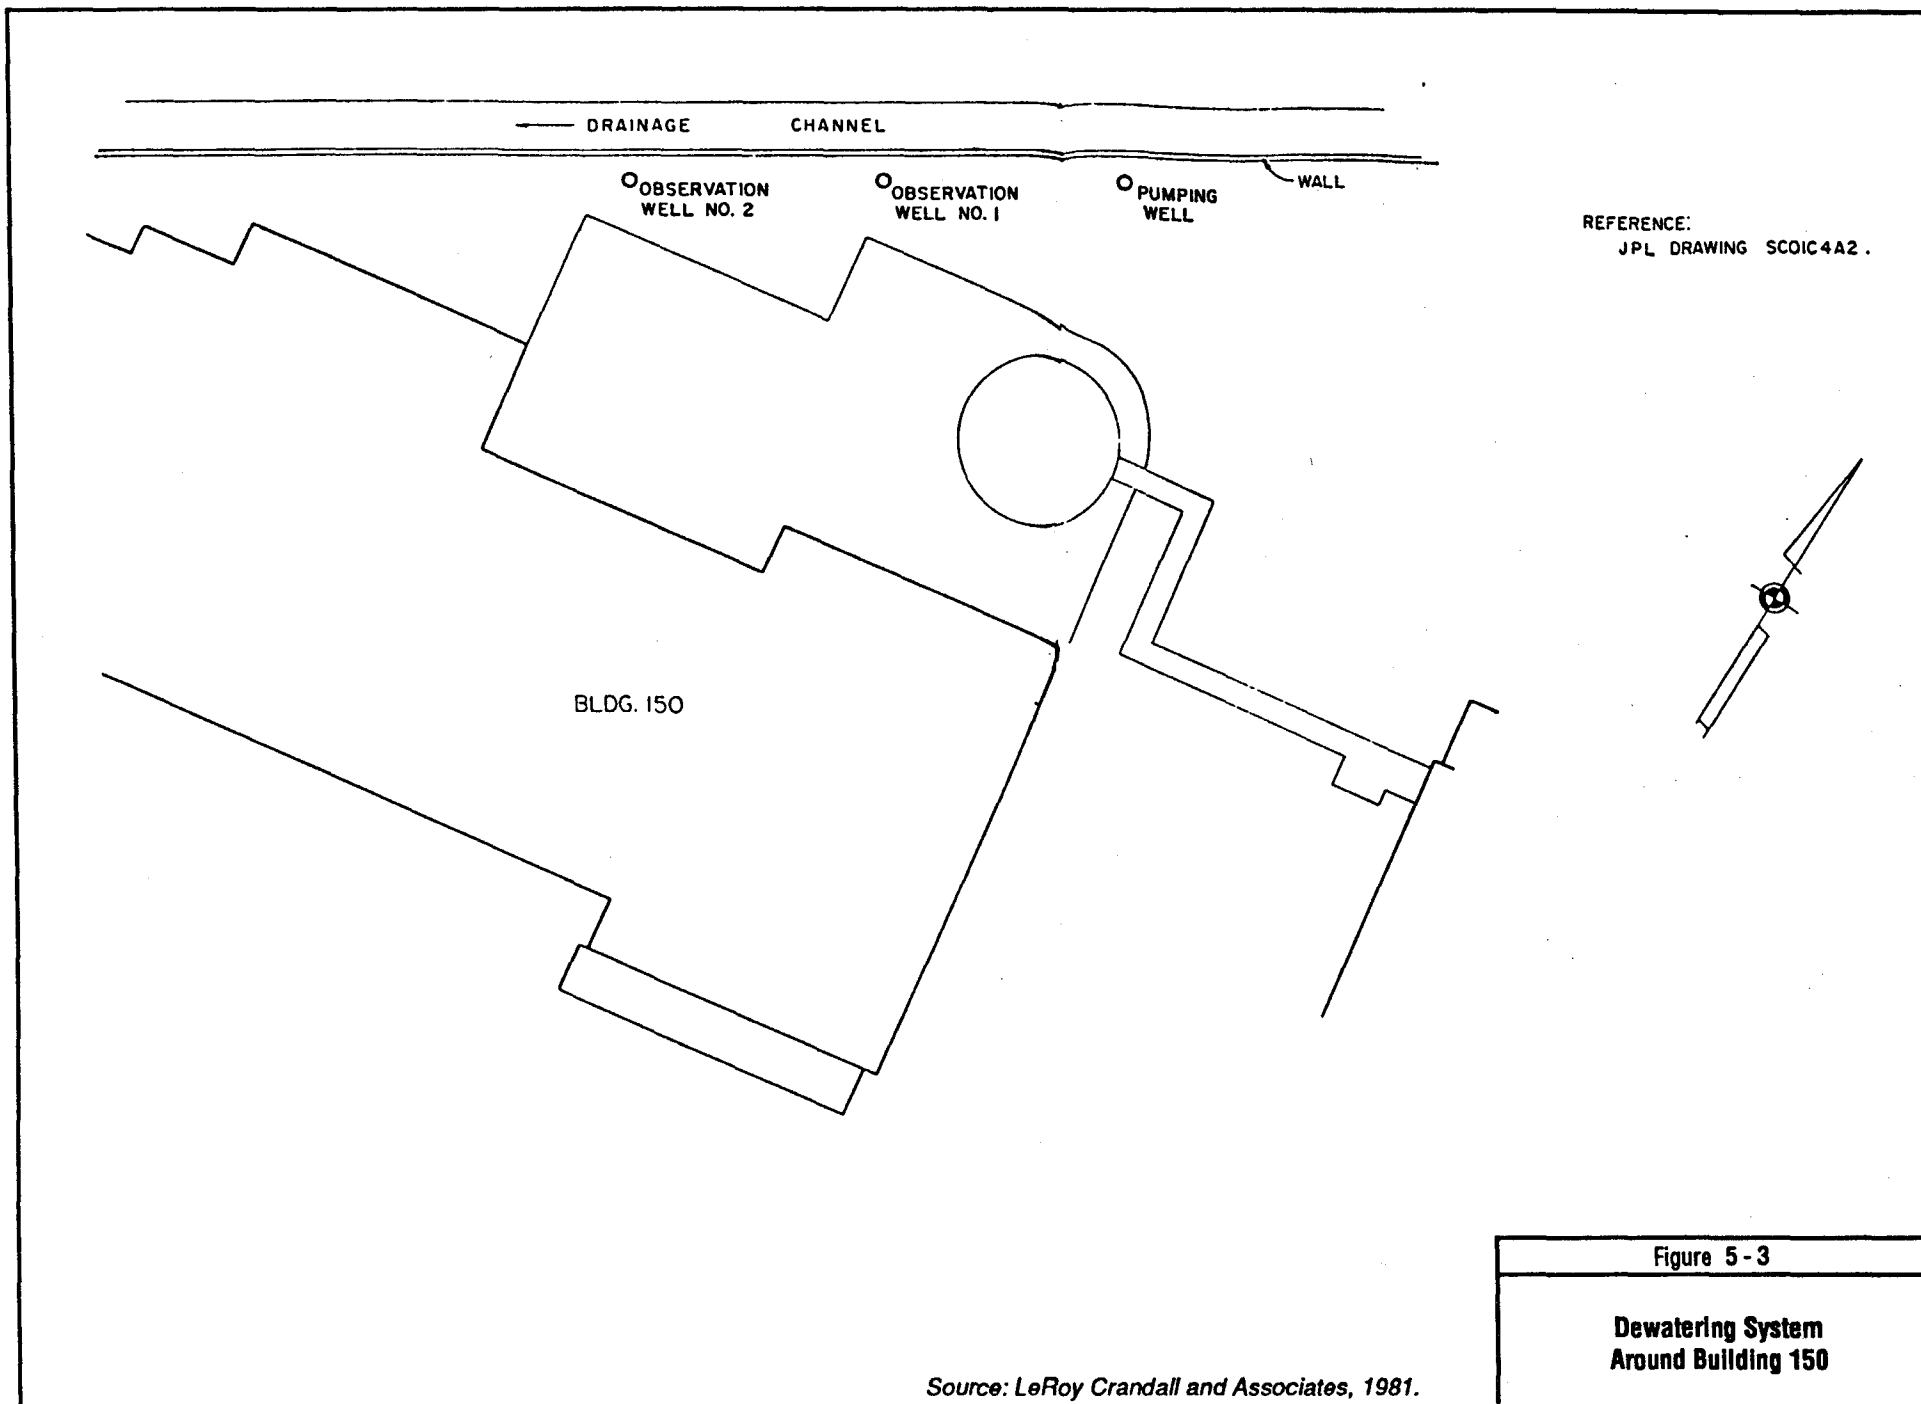 DRAINAGE CHANNEL
OBSERVATION
WELL NO. 2
OBSERVATION
WELL NO. 1
PUMPING
WELL
WALL
REFERENCE:
JPL DRAWING SC01C4A2.
BLDG. 150
Figure 5-3
Dewatering System
Around Building 150
Source: LeRoy Crandall and Associates, 1981.